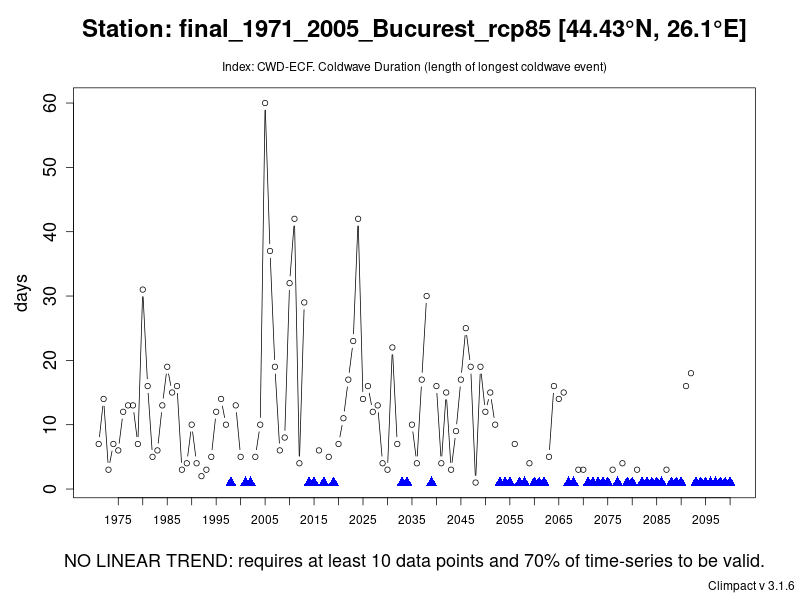 Station: final_1971_2005_Bucurest_rcp85 [44.43°N, 26.1°E]
Index: CWD-ECF. Coldwave Duration (length of longest coldwave event)
60
50
40
30
20
10
0
days
1975 1985 1995 2005 2015 2025 2035 2045 2055 2065 2075 2085 2095
NO LINEAR TREND: requires at least 10 data points and 70% of time-series to be valid.
Climpact v 3.1.6